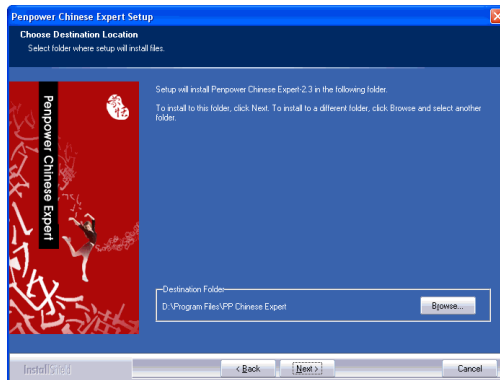 Penpower Chinese Expert Setup
Choose Destination Location
Select folder where setup will install files.
Penpower Chinese Expert
Setup will install Penpower Chinese Expert-2.3 in the following folder.
To install to this folder, click Next. To install to a different folder, click Browse and select another
folder.
Destination Folder
D:\Program Files\PP Chinese Expert
Browse...
InstallShield
< Back
Next >
Cancel